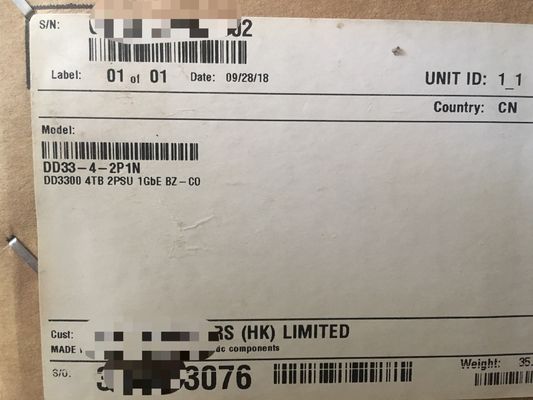 S/N: 02
Label: 01 of 01 Date: 09/28/18 UNIT ID: 1_1
Country: CN
Model:
DD33-4-2P1N
DD3300 4TB 2PSU 1GbE BZ-CO
Cust: RS (HK) LIMITED
MADE components
S/O: 3076
Weight: 35.